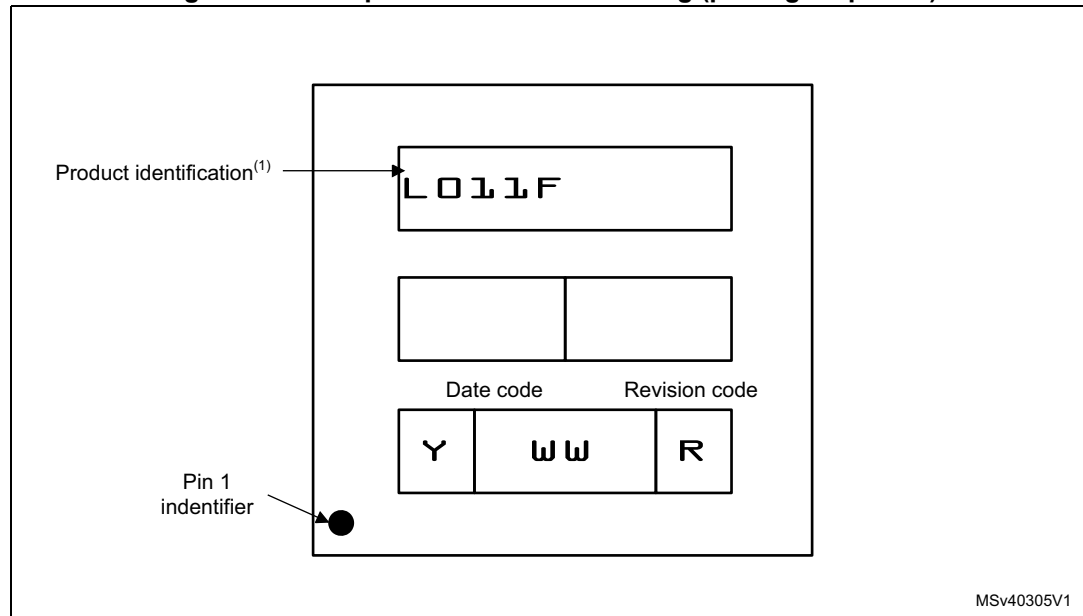 Product identification(1)
L011F
Date code Revision code
Y WW R
Pin 1
indentifier
MSv40305V1